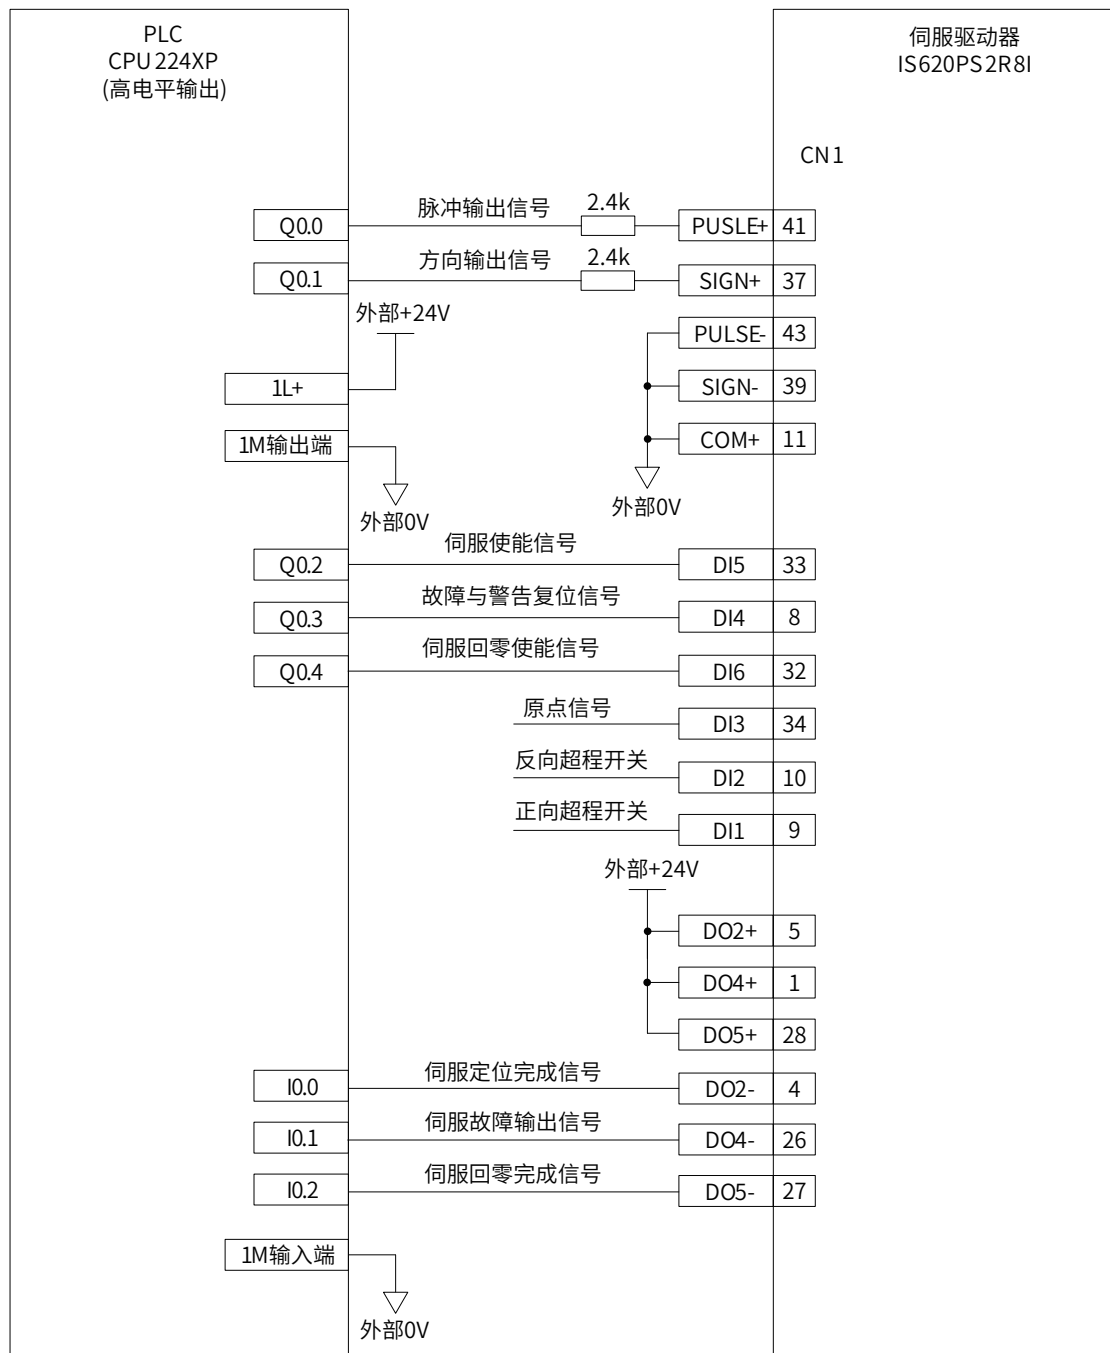 PLC
CPU 224XP
(高电平输出)
伺服驱动器
IS620PS2R8I
CN1
Q0.0
脉冲输出信号
2.4k
PUSLE+
41
Q0.1
方向输出信号
2.4k
SIGN+
37
外部+24V
PULSE-
43
1L+
SIGN-
39
1M输出端
COM+
11
外部0V
外部0V
Q0.2
伺服使能信号
DI5
33
Q0.3
故障与警告复位信号
DI4
8
Q0.4
伺服回零使能信号
DI6
32
原点信号
DI3
34
反向超程开关
DI2
10
正向超程开关
DI1
9
外部+24V
DO2+
5
DO4+
1
DO5+
28
I0.0
伺服定位完成信号
DO2-
4
I0.1
伺服故障输出信号
DO4-
26
I0.2
伺服回零完成信号
DO5-
27
1M输入端
外部0V